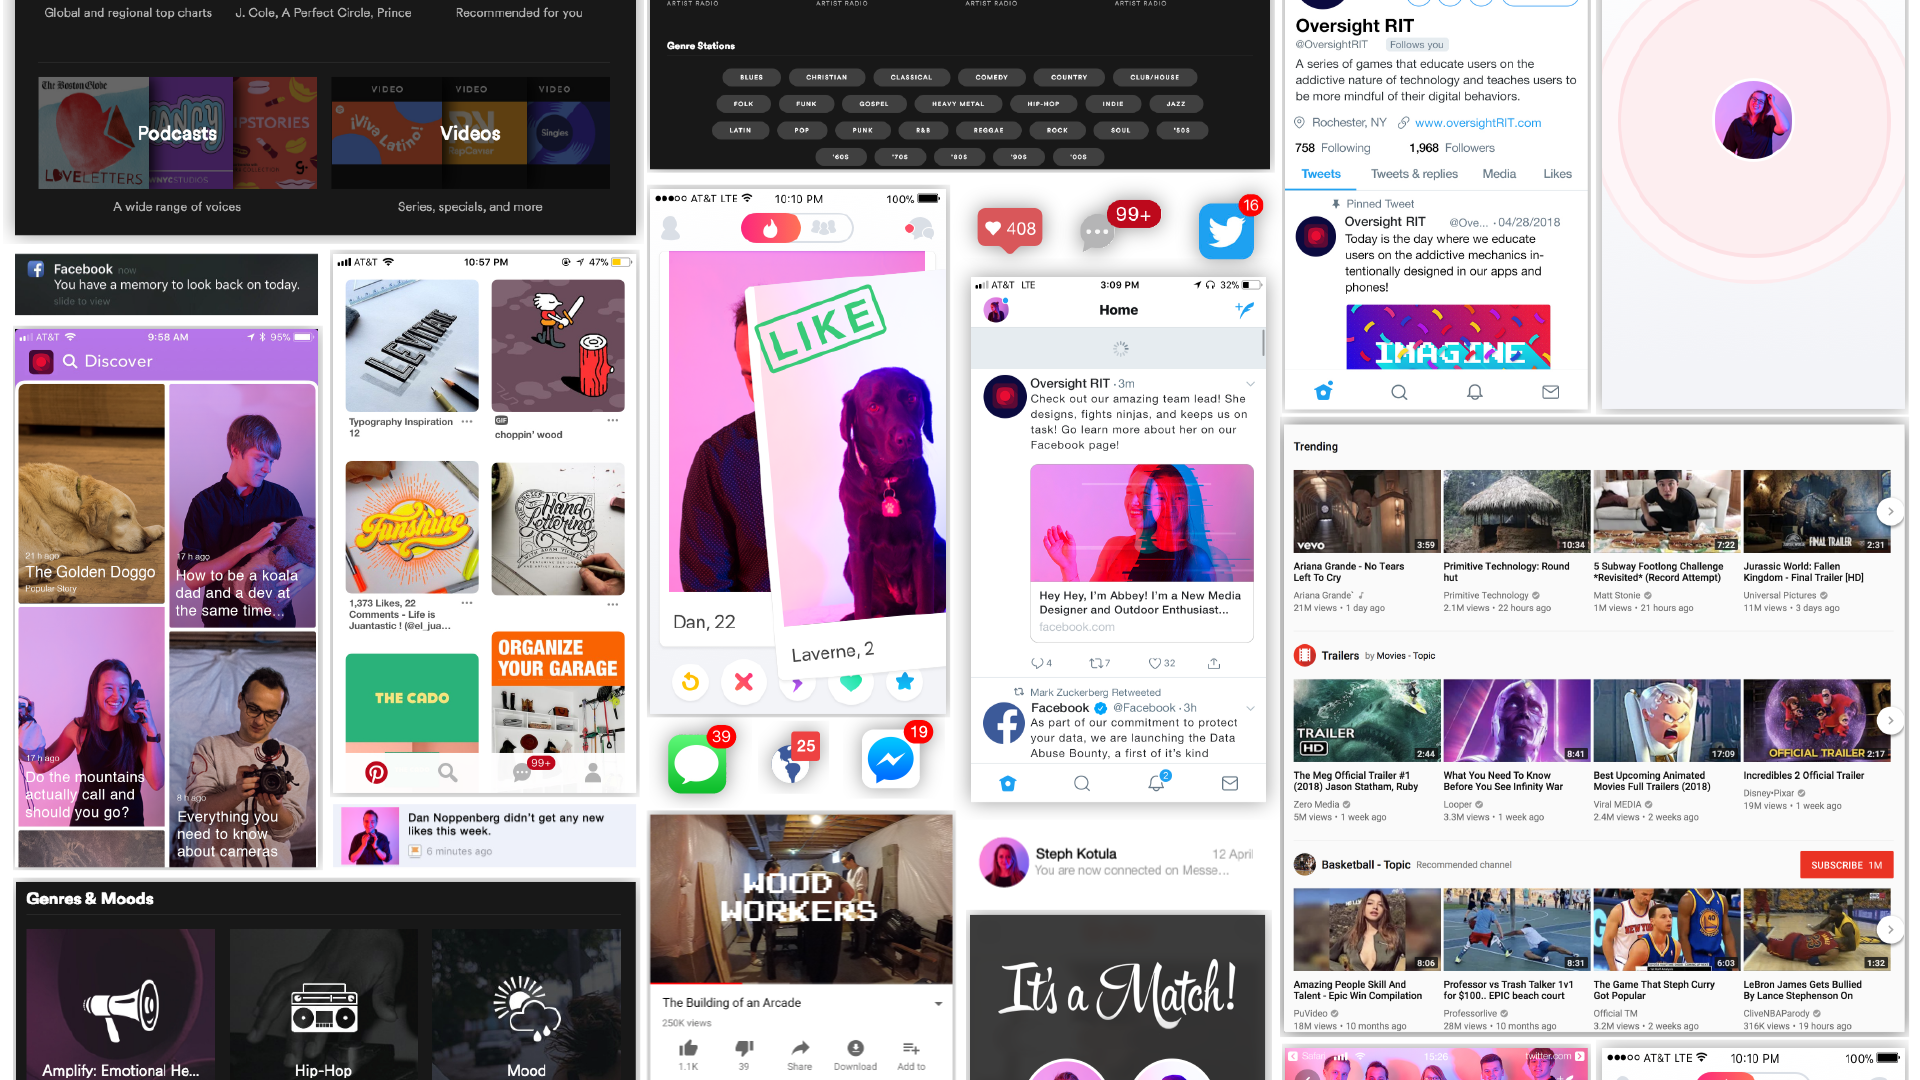 Global and regional top charts
J. Cole, A Perfect Circle, Prince
Recommended for you
The Boston Globe
Podcasts
LOVELETTERS
WNYCSTUDIOS
VIDEO
VIDEO
VIDEO
¡Viva Latino!
Videos
Singles
A wide range of voices
Series, specials, and more
Facebook now
You have a memory to look back on today.
slide to view
AT&T
9:58 AM
95%
Discover
21 h ago
The Golden Doggo
Popular Story
17 h ago
How to be a koala
dad and a dev at
the same time...
17 h ago
Do the mountains
actually call and
should you go?
8 h ago
Everything you
need to know
about cameras
AT&T
10:57 PM
47%
LEVITATE
Typography Inspiration
12
GIF
choppin' wood
Funshine
Hand
Lettering
1,373 Likes, 22
Comments - Life is
Juantastic ! (@el_jua...
THE CADO
ORGANIZE
YOUR GARAGE
99+
Dan Noppenberg didn't get any new
likes this week.
6 minutes ago
Genres & Moods
Amplify: Emotional He...
Hip-Hop
Mood
ARTIST RADIO
ARTIST RADIO
ARTIST RADIO
ARTIST RADIO
Genre Stations
BLUES
CHRISTIAN
CLASSICAL
COMEDY
COUNTRY
CLUB/HOUSE
FOLK
FUNK
GOSPEL
HEAVY METAL
HIP-HOP
INDIE
JAZZ
LATIN
POP
PUNK
R&B
REGGAE
ROCK
SOUL
'50S
'60S
'70S
'80S
'90S
'00S
AT&T LTE
10:10 PM
100%
LIKE
Dan, 22
Laverne, 2
39
25
19
WOOD
WORKERS
The Building of an Arcade
250K views
1.1K
39
Share
Download
Add to
408
99+
16
AT&T LTE
3:09 PM
32%
Home
Oversight RIT · 3m
Check out our amazing team lead! She
designs, fights ninjas, and keeps us on
task! Go learn more about her on our
Facebook page!
Hey Hey, I'm Abbey! I'm a New Media
Designer and Outdoor Enthusiast...
facebook.com
4
7
32
Mark Zuckerberg Retweeted
Facebook @Facebook · 3h
As part of our commitment to protect
your data, we are launching the Data
Abuse Bounty, a first of it's kind
2
Steph Kotula
12 April
You are now connected on Messe...
It's a Match!
Oversight RIT
@OversightRIT
Follows you
A series of games that educate users on the
addictive nature of technology and teaches users to
be more mindful of their digital behaviors.
Rochester, NY
www.oversightRIT.com
758 Following
1,968 Followers
Tweets
Tweets & replies
Media
Likes
Pinned Tweet
Oversight RIT @Ove... · 04/28/2018
Today is the day where we educate
users on the addictive mechanics in-
tentionally designed in our apps and
phones!
IMAGINE
Trending
vevo
3:59
10:34
7:22
FINAL TRAILER
2:31
Ariana Grande - No Tears
Left To Cry
Ariana Grande
21M views • 1 day ago
Primitive Technology: Round
hut
Primitive Technology
2.1M views • 22 hours ago
5 Subway Footlong Challenge
*Revisited* (Record Attempt)
Matt Stonie
1M views • 21 hours ago
Jurassic World: Fallen
Kingdom - Final Trailer [HD]
Universal Pictures
11M views • 3 days ago
Trailers by Movies - Topic
TRAILER
HD
2:44
8:41
17:09
OFFICIAL TRAILER
2:17
The Meg Official Trailer #1
(2018) Jason Statham, Ruby
Zero Media
5M views • 1 week ago
What You Need To Know
Before You See Infinity War
Looper
3.3M views • 1 week ago
Best Upcoming Animated
Movies Full Trailers (2018)
Viral MEDIA
2.4M views • 2 weeks ago
Incredibles 2 Official Trailer
Disney•Pixar
19M views • 1 week ago
Basketball - Topic
Recommended channel
SUBSCRIBE 1M
8:06
8:31
NEW YORK
6:03
1:32
Amazing People Skill And
Talent - Epic Win Compilation
PuVideo
18M views • 10 months ago
Professor vs Trash Talker 1v1
for $100.. EPIC beach court
Professorlive
28M views • 10 months ago
The Game That Steph Curry
Got Popular
Official TM
3.2M views • 2 weeks ago
LeBron James Gets Bullied
By Lance Stephenson On
CliveNBAParody
316K views • 19 hours ago
Safari
15:26
twitter.com
AT&T LTE
10:10 PM
100%